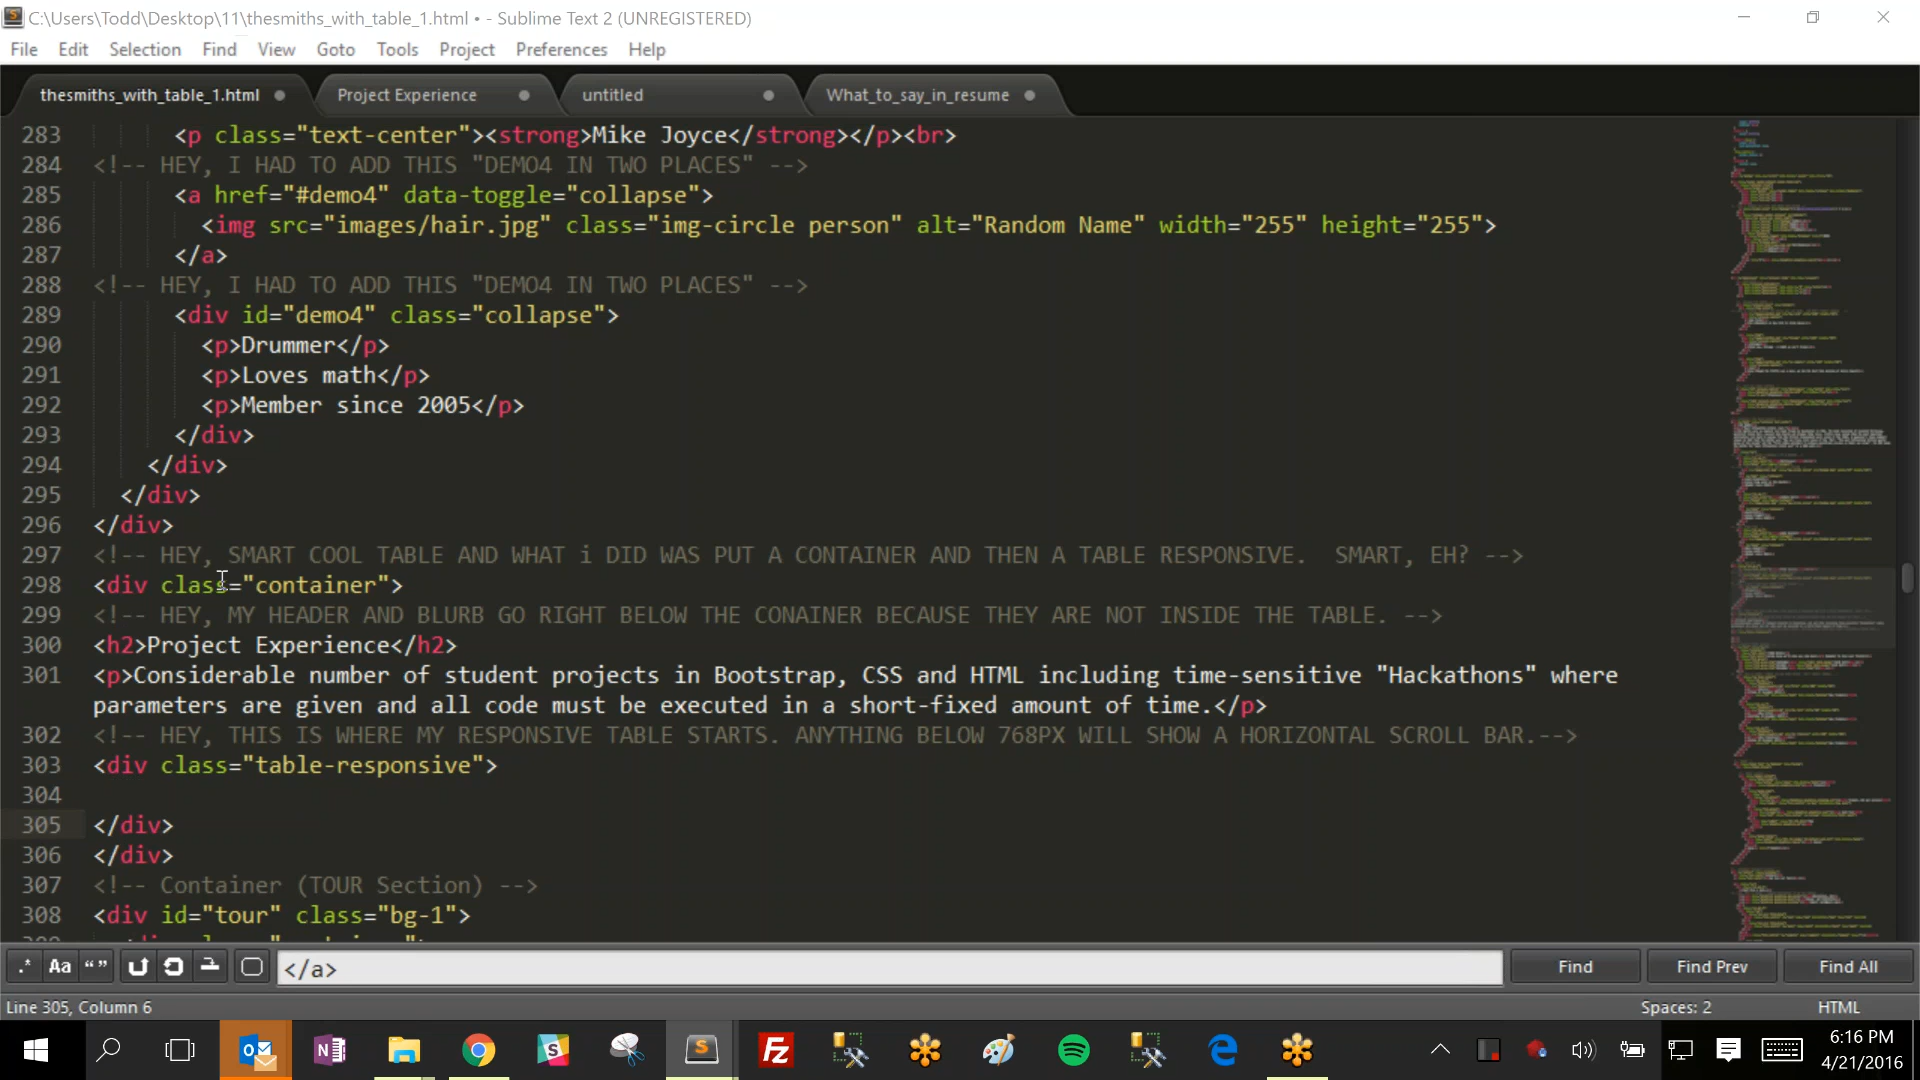 C:\Users\Todd\Desktop\11\thesmiths_with_table_1.html • - Sublime Text 2 (UNREGISTERED)
File Edit Selection Find View Goto Tools Project Preferences Help
thesmiths_with_table_1.html Project Experience untitled What_to_say_in_resume
283 <p class="text-center"><strong>Mike Joyce</strong></p><br>
284 <!-- HEY, I HAD TO ADD THIS "DEMO4 IN TWO PLACES" -->
285 <a href="#demo4" data-toggle="collapse">
286 <img src="images/hair.jpg" class="img-circle person" alt="Random Name" width="255" height="255">
287 </a>
288 <!-- HEY, I HAD TO ADD THIS "DEMO4 IN TWO PLACES" -->
289 <div id="demo4" class="collapse">
290 <p>Drummer</p>
291 <p>Loves math</p>
292 <p>Member since 2005</p>
293 </div>
294 </div>
295 </div>
296 </div>
297 <!-- HEY, SMART COOL TABLE AND WHAT i DID WAS PUT A CONTAINER AND THEN A TABLE RESPONSIVE.  SMART, EH? -->
298 <div class="container">
299 <!-- HEY, MY HEADER AND BLURB GO RIGHT BELOW THE CONAINER BECAUSE THEY ARE NOT INSIDE THE TABLE. -->
300 <h2>Project Experience</h2>
301 <p>Considerable number of student projects in Bootstrap, CSS and HTML including time-sensitive "Hackathons" where
parameters are given and all code must be executed in a short-fixed amount of time.</p>
302 <!-- HEY, THIS IS WHERE MY RESPONSIVE TABLE STARTS. ANYTHING BELOW 768PX WILL SHOW A HORIZONTAL SCROLL BAR.-->
303 <div class="table-responsive">
304
305 </div>
306 </div>
307 <!-- Container (TOUR Section) -->
308 <div id="tour" class="bg-1">
.* Aa “ ” </a> Find Find Prev Find All
Line 305, Column 6 Spaces: 2 HTML
6:16 PM
4/21/2016